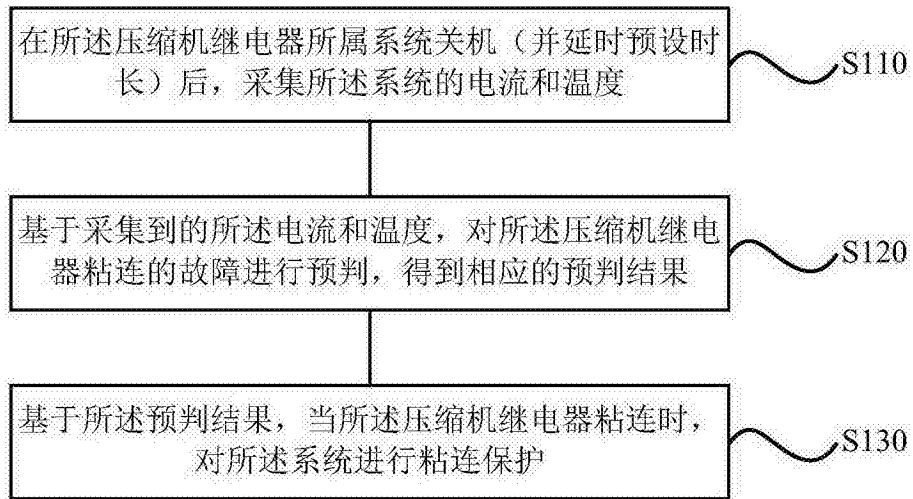 在所述压缩机继电器所属系统关机（并延时预设时
长）后，采集所述系统的电流和温度
S110
基于采集到的所述电流和温度，对所述压缩机继电
器粘连的故障进行预判，得到相应的预判结果
S120
基于所述预判结果，当所述压缩机继电器粘连时，
对所述系统进行粘连保护
S130